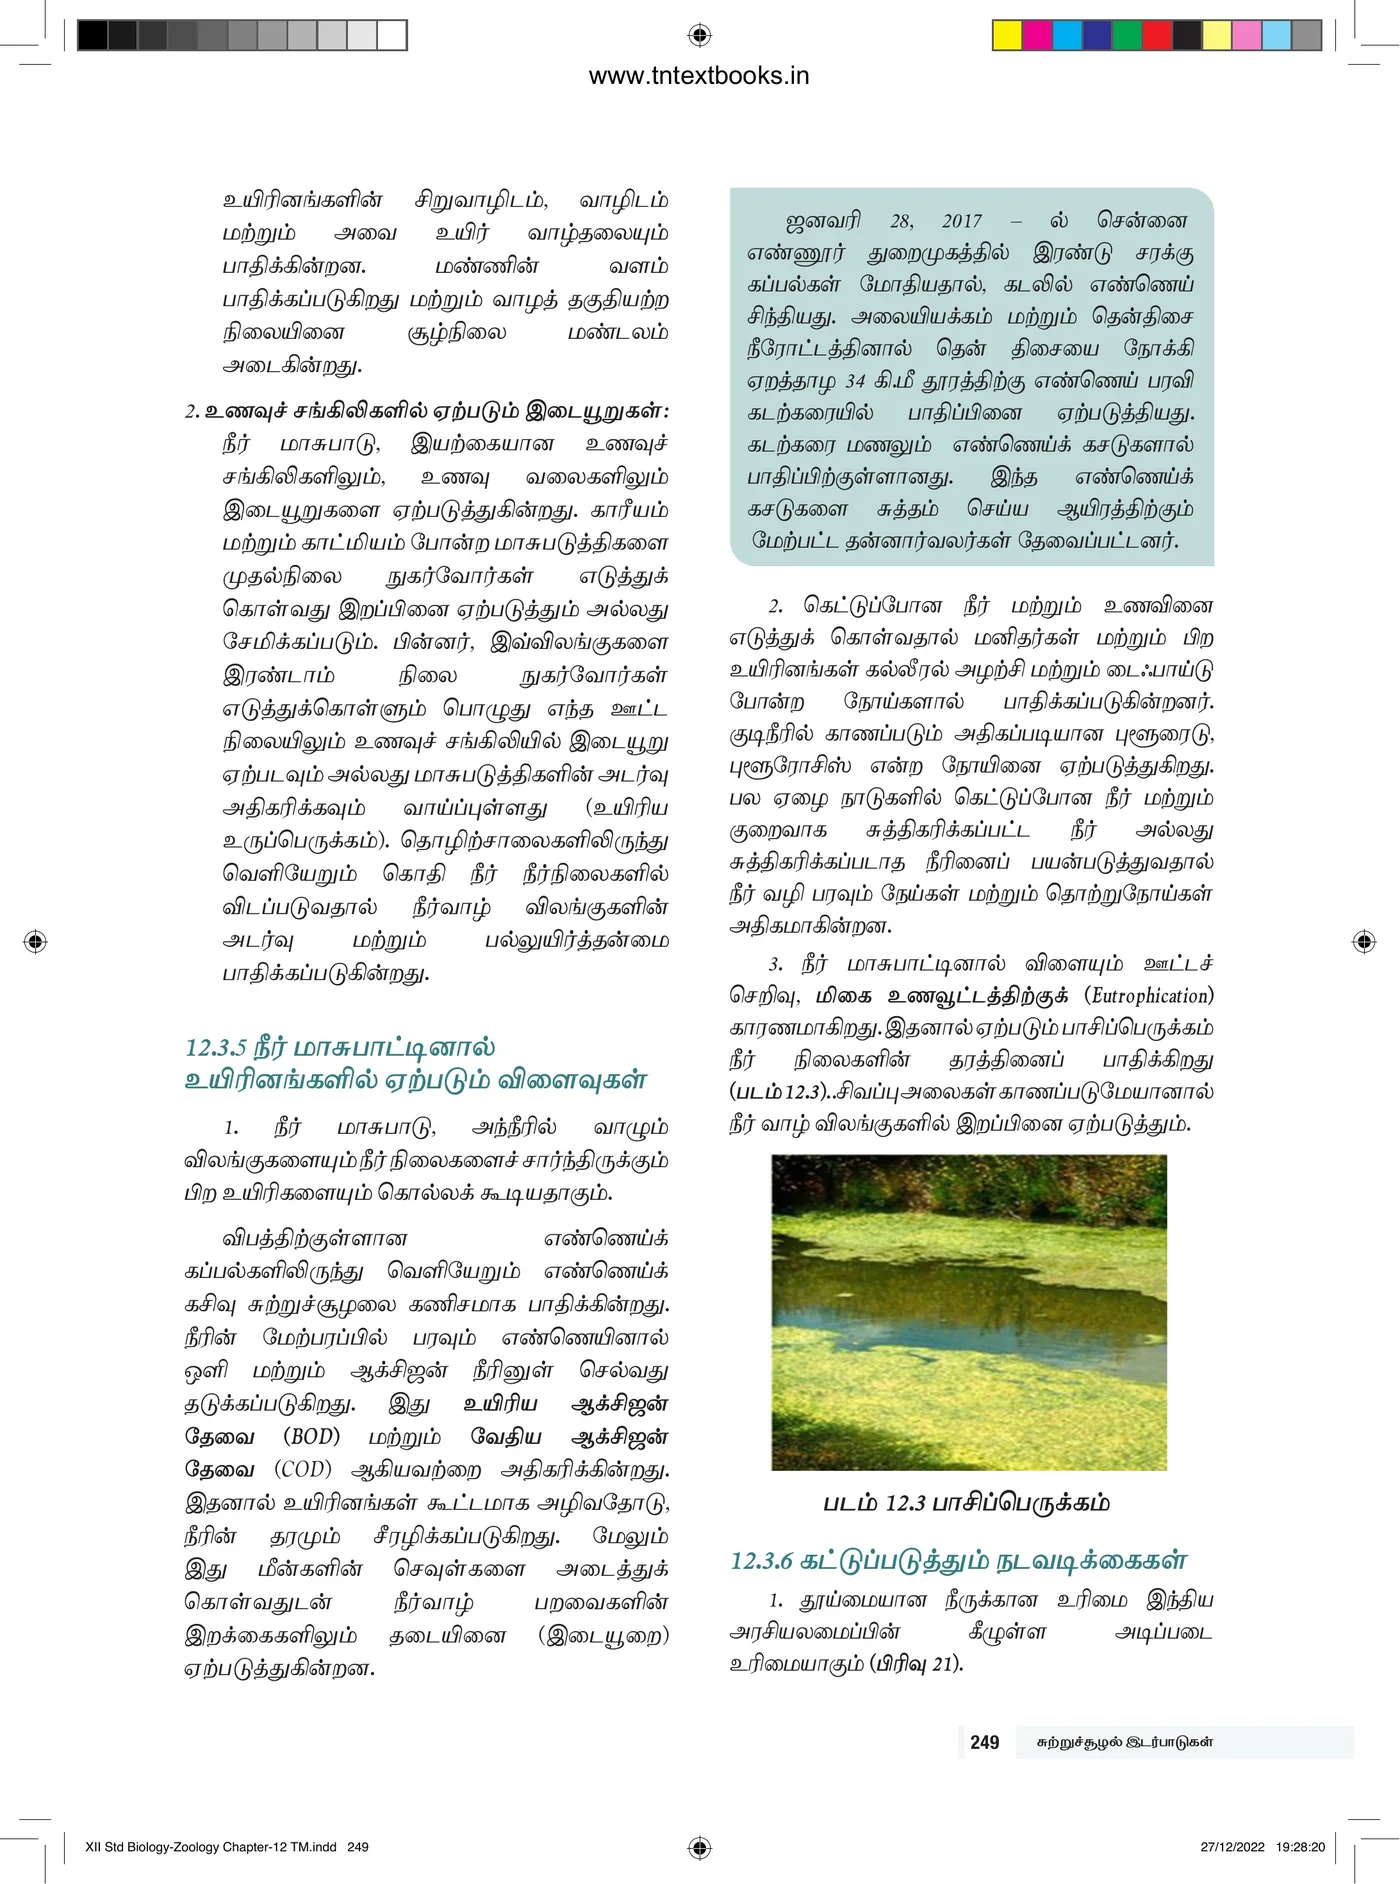 www.tntextbooks.in
உயிரினங்களின் சிறுவாழிடம், வாழிடம்
மற்றும் அவை உயிர் வாழ்தலையும்
பாதிக்கின்றன. மண்ணின் வளம்
பாதிக்கப்படுகிறது மற்றும் வாழத் தகுதியற்ற
நிலையினை சூழ்நிலை மண்டலம்
அடைகின்றது.
2. உணவுச் சங்கிலிகளில் ஏற்படும் இடையூறுகள்:
நீர் மாசுபாடு, இயற்கையான உணவுச்
சங்கிலிகளிலும், உணவு வலைகளிலும்
இடையூறுகளை ஏற்படுத்துகின்றது. காரீயம்
மற்றும் காட்மியம் போன்ற மாசுபடுத்திகளை
முதல்நிலை நுகர்வோர்கள் எடுத்துக்
கொள்வது இறப்பினை ஏற்படுத்தும் அல்லது
சேமிக்கப்படும். பின்னர், இவ்விலங்குகளை
இரண்டாம் நிலை நுகர்வோர்கள்
எடுத்துக்கொள்ளும் பொழுது எந்த ஊட்ட
நிலையிலும் உணவுச் சங்கிலியில் இடையூறு
ஏற்படவும் அல்லது மாசுபடுத்திகளின் அடர்வு
அதிகரிக்கவும் வாய்ப்புள்ளது (உயிரிய
உருப்பெருக்கம்). தொழிற்சாலைகளிலிருந்து
வெளியேறும் கொதி நீர் நீர்நிலைகளில்
விடப்படுவதால் நீர்வாழ் விலங்குகளின்
அடர்வு மற்றும் பல்லுயிர்த்தன்மை
பாதிக்கப்படுகின்றது.
12.3.5 நீர் மாசுபாட்டினால்
உயிரினங்களில் ஏற்படும் விளைவுகள்
1. நீர் மாசுபாடு, அந்நீரில் வாழும்
விலங்குகளையும் நீர் நிலைகளைச் சார்ந்திருக்கும்
பிற உயிரிகளையும் கொல்லக் கூடியதாகும்.
விபத்திற்குள்ளான எண்ணெய்க்
கப்பல்களிலிருந்து வெளியேறும் எண்ணெய்க்
கசிவு சுற்றுச்சூழலை கணிசமாக பாதிக்கின்றது.
நீரின் மேற்பரப்பில் பரவும் எண்ணெயினால்
ஒளி மற்றும் ஆக்சிஜன் நீரினுள் செல்வது
தடுக்கப்படுகிறது. இது உயிரிய ஆக்சிஜன்
தேவை (BOD) மற்றும் வேதிய ஆக்சிஜன்
தேவை (COD) ஆகியவற்றை அதிகரிக்கின்றது.
இதனால் உயிரினங்கள் கூட்டமாக அழிவதோடு,
நீரின் தரமும் சீரழிக்கப்படுகிறது. மேலும்
இது மீன்களின் செவுள்களை அடைத்துக்
கொள்வதுடன் நீர்வாழ் பறவைகளின்
இறக்கைகளிலும் தடையினை (இடையூறை)
ஏற்படுத்துகின்றன.
ஜனவரி 28, 2017 – ல் சென்னை
எண்ணூர் துறைமுகத்தில் இரண்டு சரக்கு
கப்பல்கள் மோதியதால், கடலில் எண்ணெய்
சிந்தியது. அலையியக்கம் மற்றும் தென்திசை
நீரோட்டத்தினால் தென் திசையை நோக்கி
ஏறத்தாழ 34 கி.மீ தூரத்திற்கு எண்ணெய் பரவி
கடற்கரையில் பாதிப்பினை ஏற்படுத்தியது.
கடற்கரை மணலும் எண்ணெய்க் கசடுகளால்
பாதிப்பிற்குள்ளானது. இந்த எண்ணெய்க்
கசடுகளை சுத்தம் செய்ய ஆயிரத்திற்கும்
மேற்பட்ட தன்னார்வலர்கள் தேவைப்பட்டனர்.
2. கெட்டுப்போன நீர் மற்றும் உணவினை
எடுத்துக் கொள்வதால் மனிதர்கள் மற்றும் பிற
உயிரினங்கள் கல்லீரல் அழற்சி மற்றும் டைஃபாய்டு
போன்ற நோய்களால் பாதிக்கப்படுகின்றனர்.
குடிநீரில் காணப்படும் அதிகப்படியான புளூரைடு,
புளூரோசிஸ் என்ற நோயினை ஏற்படுத்துகிறது.
பல ஏழை நாடுகளில் கெட்டுப்போன நீர் மற்றும்
குறைவாக சுத்திகரிக்கப்பட்ட நீர் அல்லது
சுத்திகரிக்கப்படாத நீரினைப் பயன்படுத்துவதால்
நீர் வழி பரவும் நேய்கள் மற்றும் தொற்றுநோய்கள்
அதிகமாகின்றன.
3. நீர் மாசுபாட்டினால் விளையும் ஊட்டச்
செறிவு, மிகை உணவூட்டத்திற்குக் (Eutrophication)
காரணமாகிறது. இதனால் ஏற்படும் பாசிப்பெருக்கம்
நீர் நிலைகளின் தரத்தினைப் பாதிக்கிறது
(படம் 12.3)..சிவப்பு அலைகள் காணப்படுமேயானால்
நீர் வாழ் விலங்குகளில் இறப்பினை ஏற்படுத்தும்.
படம் 12.3 பாசிப்பெருக்கம்
12.3.6 கட்டுப்படுத்தும் நடவடிக்கைகள்
1. தூய்மையான நீருக்கான உரிமை இந்திய
அரசியலமைப்பின் கீழுள்ள அடிப்படை
உரிமையாகும் (பிரிவு 21).
249 சுற்றுச்சூழல் இடர்பாடுகள்
XII Std Biology-Zoology Chapter-12 TM.indd 249 27/12/2022 19:28:20